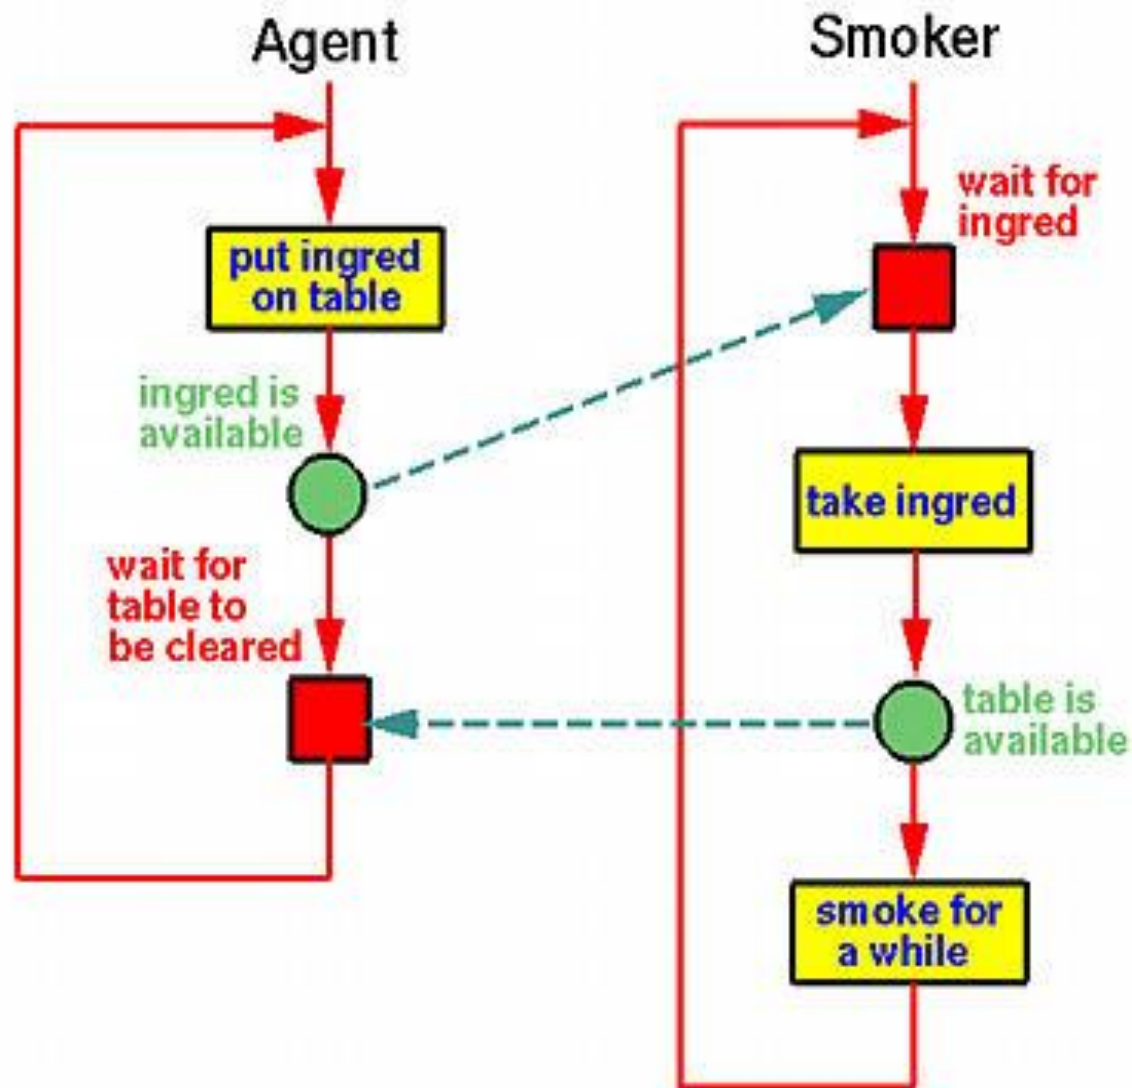 Agent
put ingred
on table
ingred is
available
wait for
table to
be cleared
Smoker
wait for
ingred
take ingred
table is
available
smoke for
a while